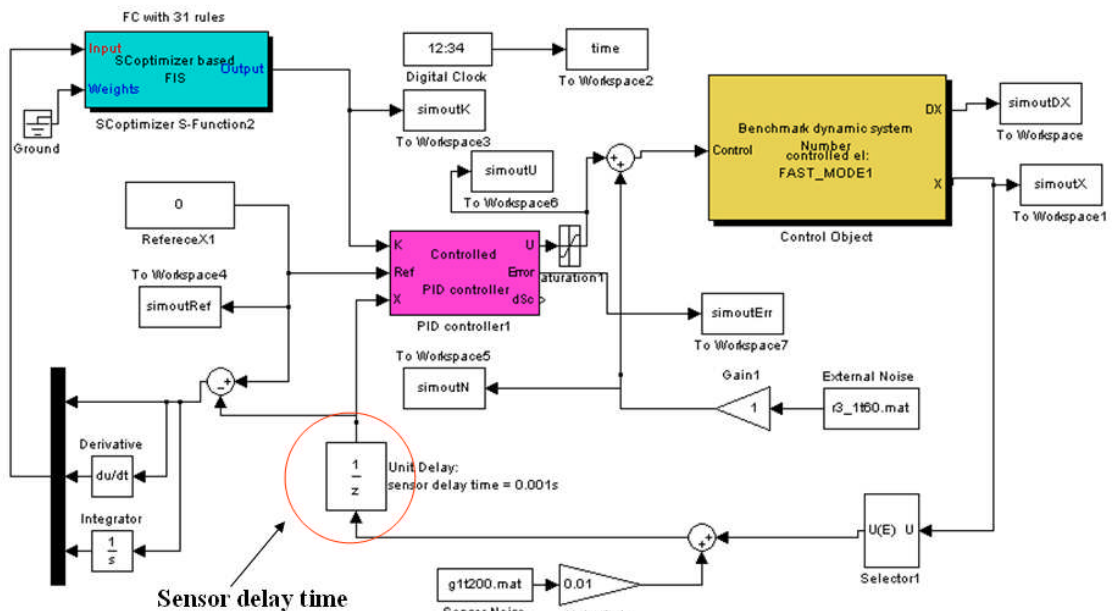 FC with 31 rules
Input
SCoptimizer based
FIS
Output
Weights
SCoptimizer S-Function2
Ground
12:34
Digital Clock
time
To Workspace2
simoutK
To Workspace3
simoutU
To Workspace6
Control
Benchmark dynamic system
Number
controlled el:
FAST_MODE1
DX
X
Control Object
simoutDX
To Workspace
simoutX
To Workspace1
0
RefereceX1
To Workspace4
simoutRef
K
Ref
X
Controlled
PID controller
U
Error
dSc
PID controller1
aturation1
simoutErr
To Workspace7
To Workspace5
simoutN
Gain1
1
External Noise
r3_1t60.mat
Derivative
du/dt
Integrator
1
s
1
z
Unit Delay:
sensor delay time = 0.001s
U(E) U
Selector1
g1t200.mat
0.01
Sensor delay time